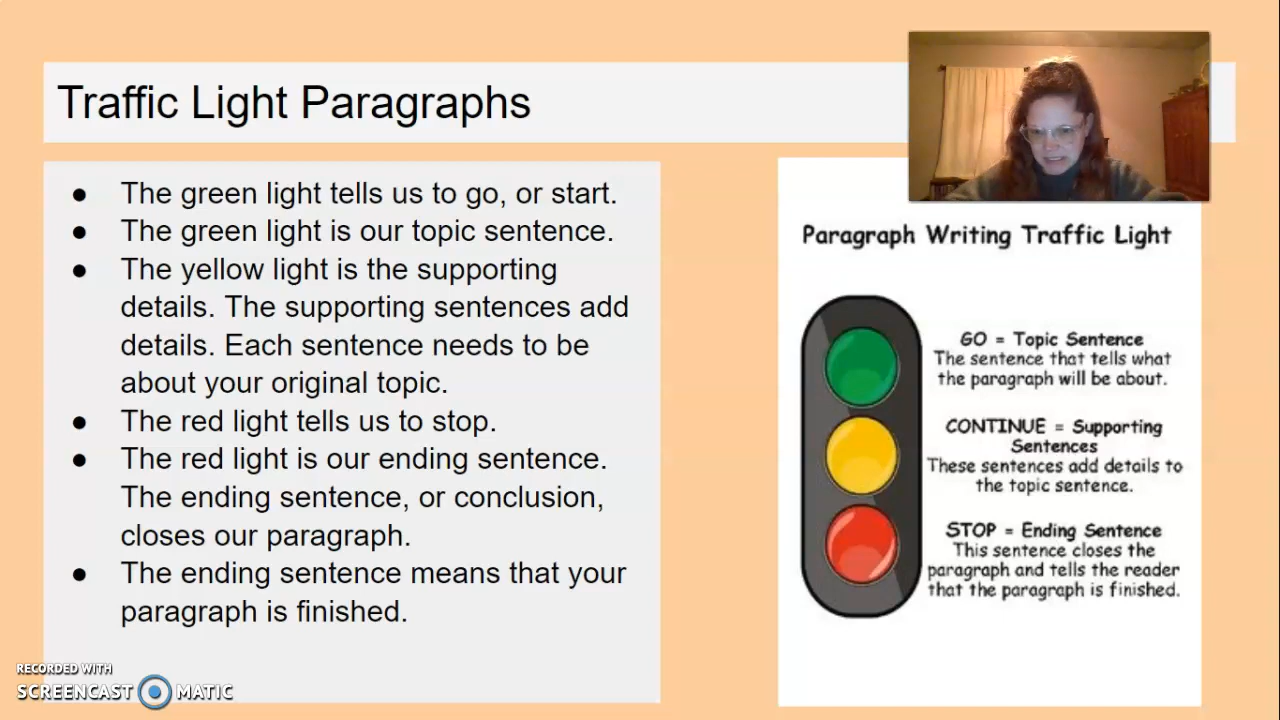 Traffic Light Paragraphs
● The green light tells us to go, or start.
● The green light is our topic sentence.
● The yellow light is the supporting
details. The supporting sentences add
details. Each sentence needs to be
about your original topic.
● The red light tells us to stop.
● The red light is our ending sentence.
The ending sentence, or conclusion,
closes our paragraph.
● The ending sentence means that your
paragraph is finished.
Paragraph Writing Traffic Light
GO = Topic Sentence
The sentence that tells what
the paragraph will be about.
CONTINUE = Supporting
Sentences
These sentences add details to
the topic sentence.
STOP = Ending Sentence
This sentence closes the
paragraph and tells the reader
that the paragraph is finished.
RECORDED WITH
SCREENCAST MATIC